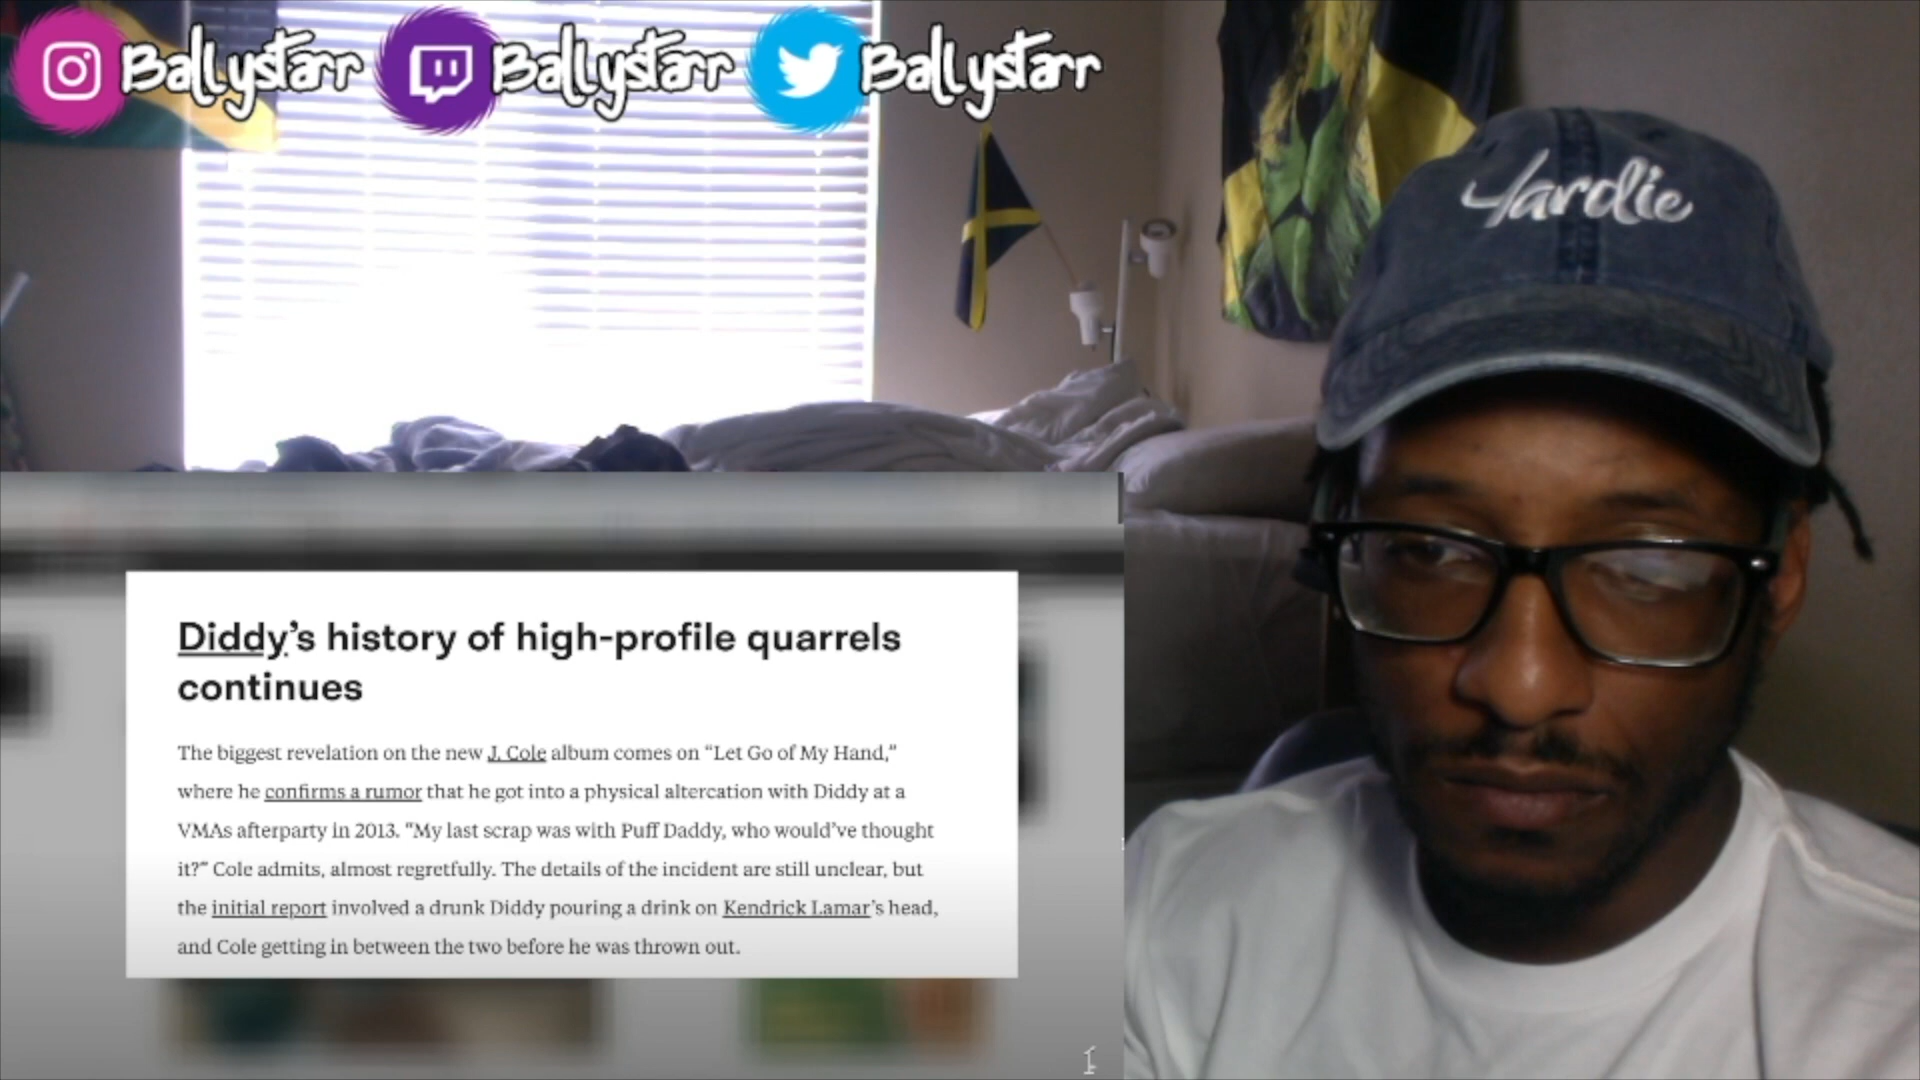 Ballystarr Ballystarr Ballystarr
Yardie
Diddy’s history of high-profile quarrels
continues
The biggest revelation on the new J. Cole album comes on “Let Go of My Hand,”
where he confirms a rumor that he got into a physical altercation with Diddy at a
VMAs afterparty in 2013. “My last scrap was with Puff Daddy, who would’ve thought
it?” Cole admits, almost regretfully. The details of the incident are still unclear, but
the initial report involved a drunk Diddy pouring a drink on Kendrick Lamar’s head,
and Cole getting in between the two before he was thrown out.